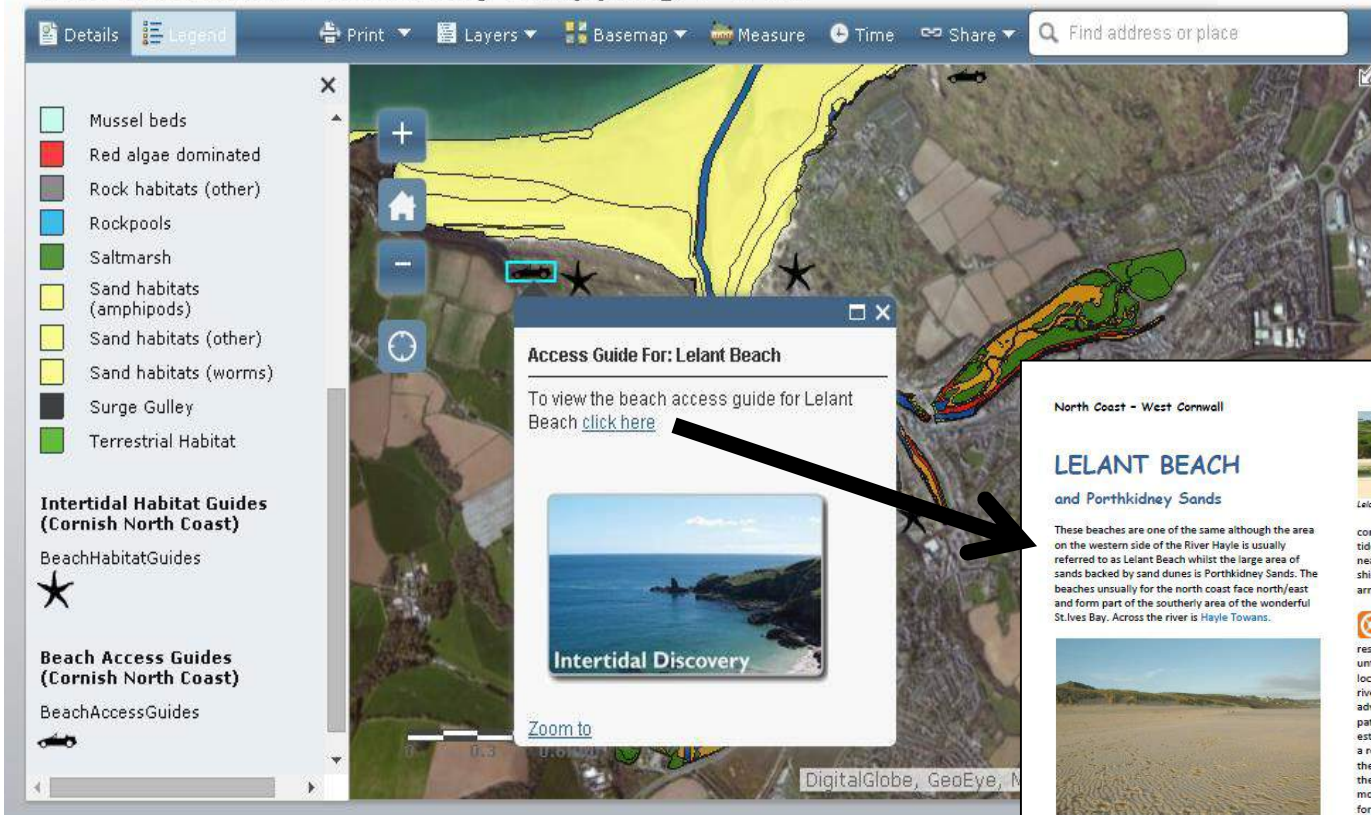 Details
Legend
Print
Layers
Basemap
Measure
Time
Share
Find address or place
Mussel beds
Red algae dominated
Rock habitats (other)
Rockpools
Saltmarsh
Sand habitats
(amphipods)
Sand habitats (other)
Sand habitats (worms)
Surge Gulley
Terrestrial Habitat
Intertidal Habitat Guides
(Cornish North Coast)
BeachHabitatGuides
Beach Access Guides
(Cornish North Coast)
BeachAccessGuides
Access Guide For: Lelant Beach
To view the beach access guide for Lelant
Beach click here
Intertidal Discovery
Zoom to
0 0.3
DigitalGlobe, GeoEye,
North Coast - West Cornwall
LELANT BEACH
and Porthkidney Sands
These beaches are one of the same although the area
on the western side of the River Hayle is usually
referred to as Lelant Beach whilst the large area of
sands backed by sand dunes is Porthkidney Sands. The
beaches unsually for the north coast face north/east
and form part of the southerly area of the wonderful
St.Ives Bay. Across the river is Hayle Towans.